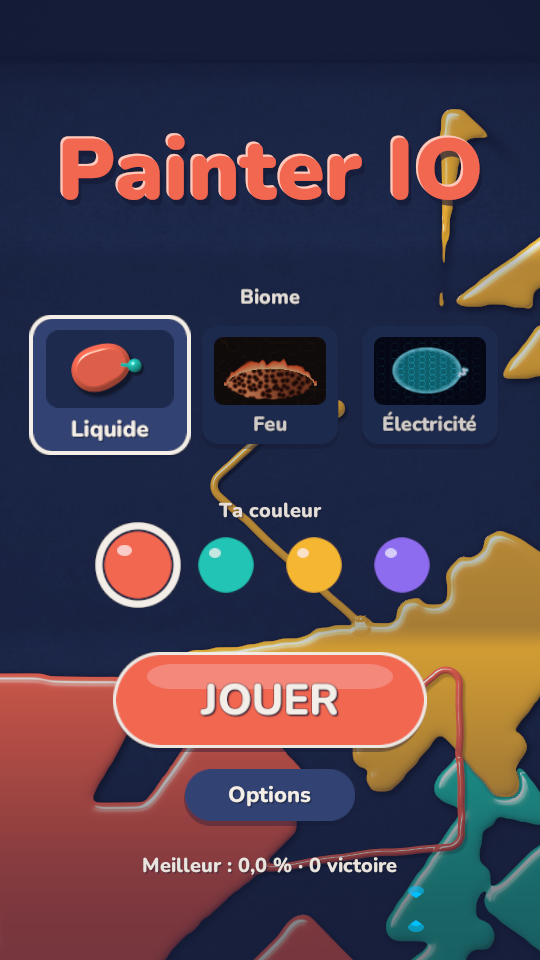 Painter IO
Biome
Liquide
Feu
Électricité
Ta couleur
JOUER
Options
Meilleur : 0,0 % · 0 victoire